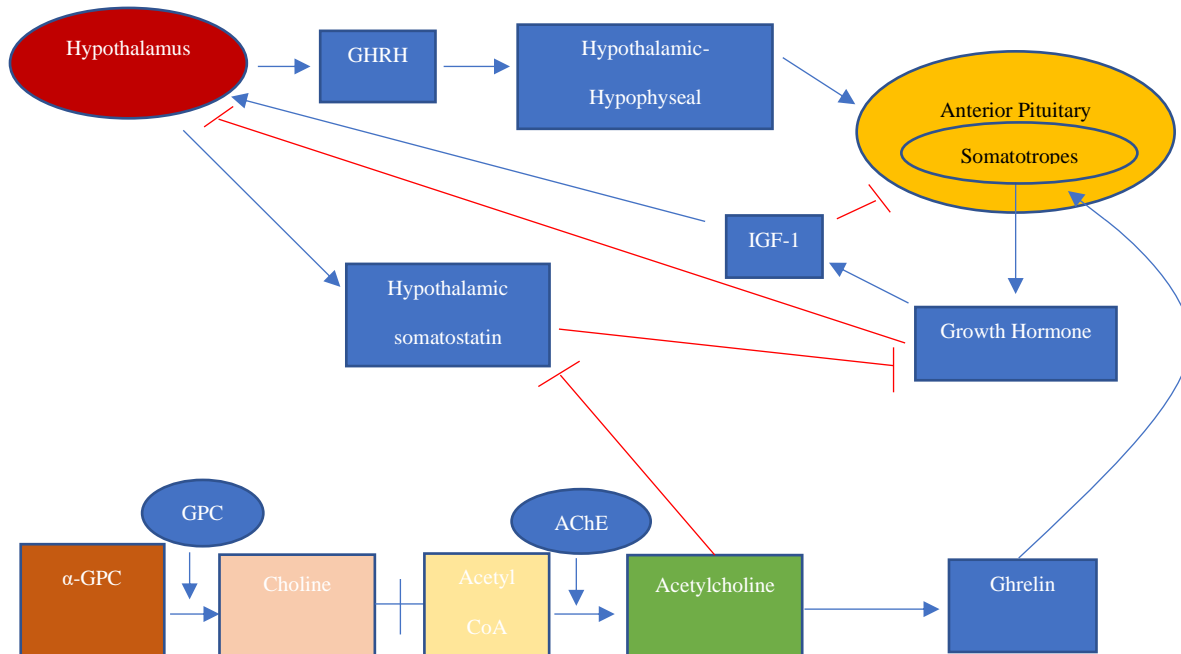 Hypothalamus
GHRH
Hypothalamic-
Hypophyseal
Anterior Pituitary
Somatotropes
IGF-1
Hypothalamic
somatostatin
Growth Hormone
GPC
AChE
α-GPC
Choline
Acetyl
CoA
Acetylcholine
Ghrelin